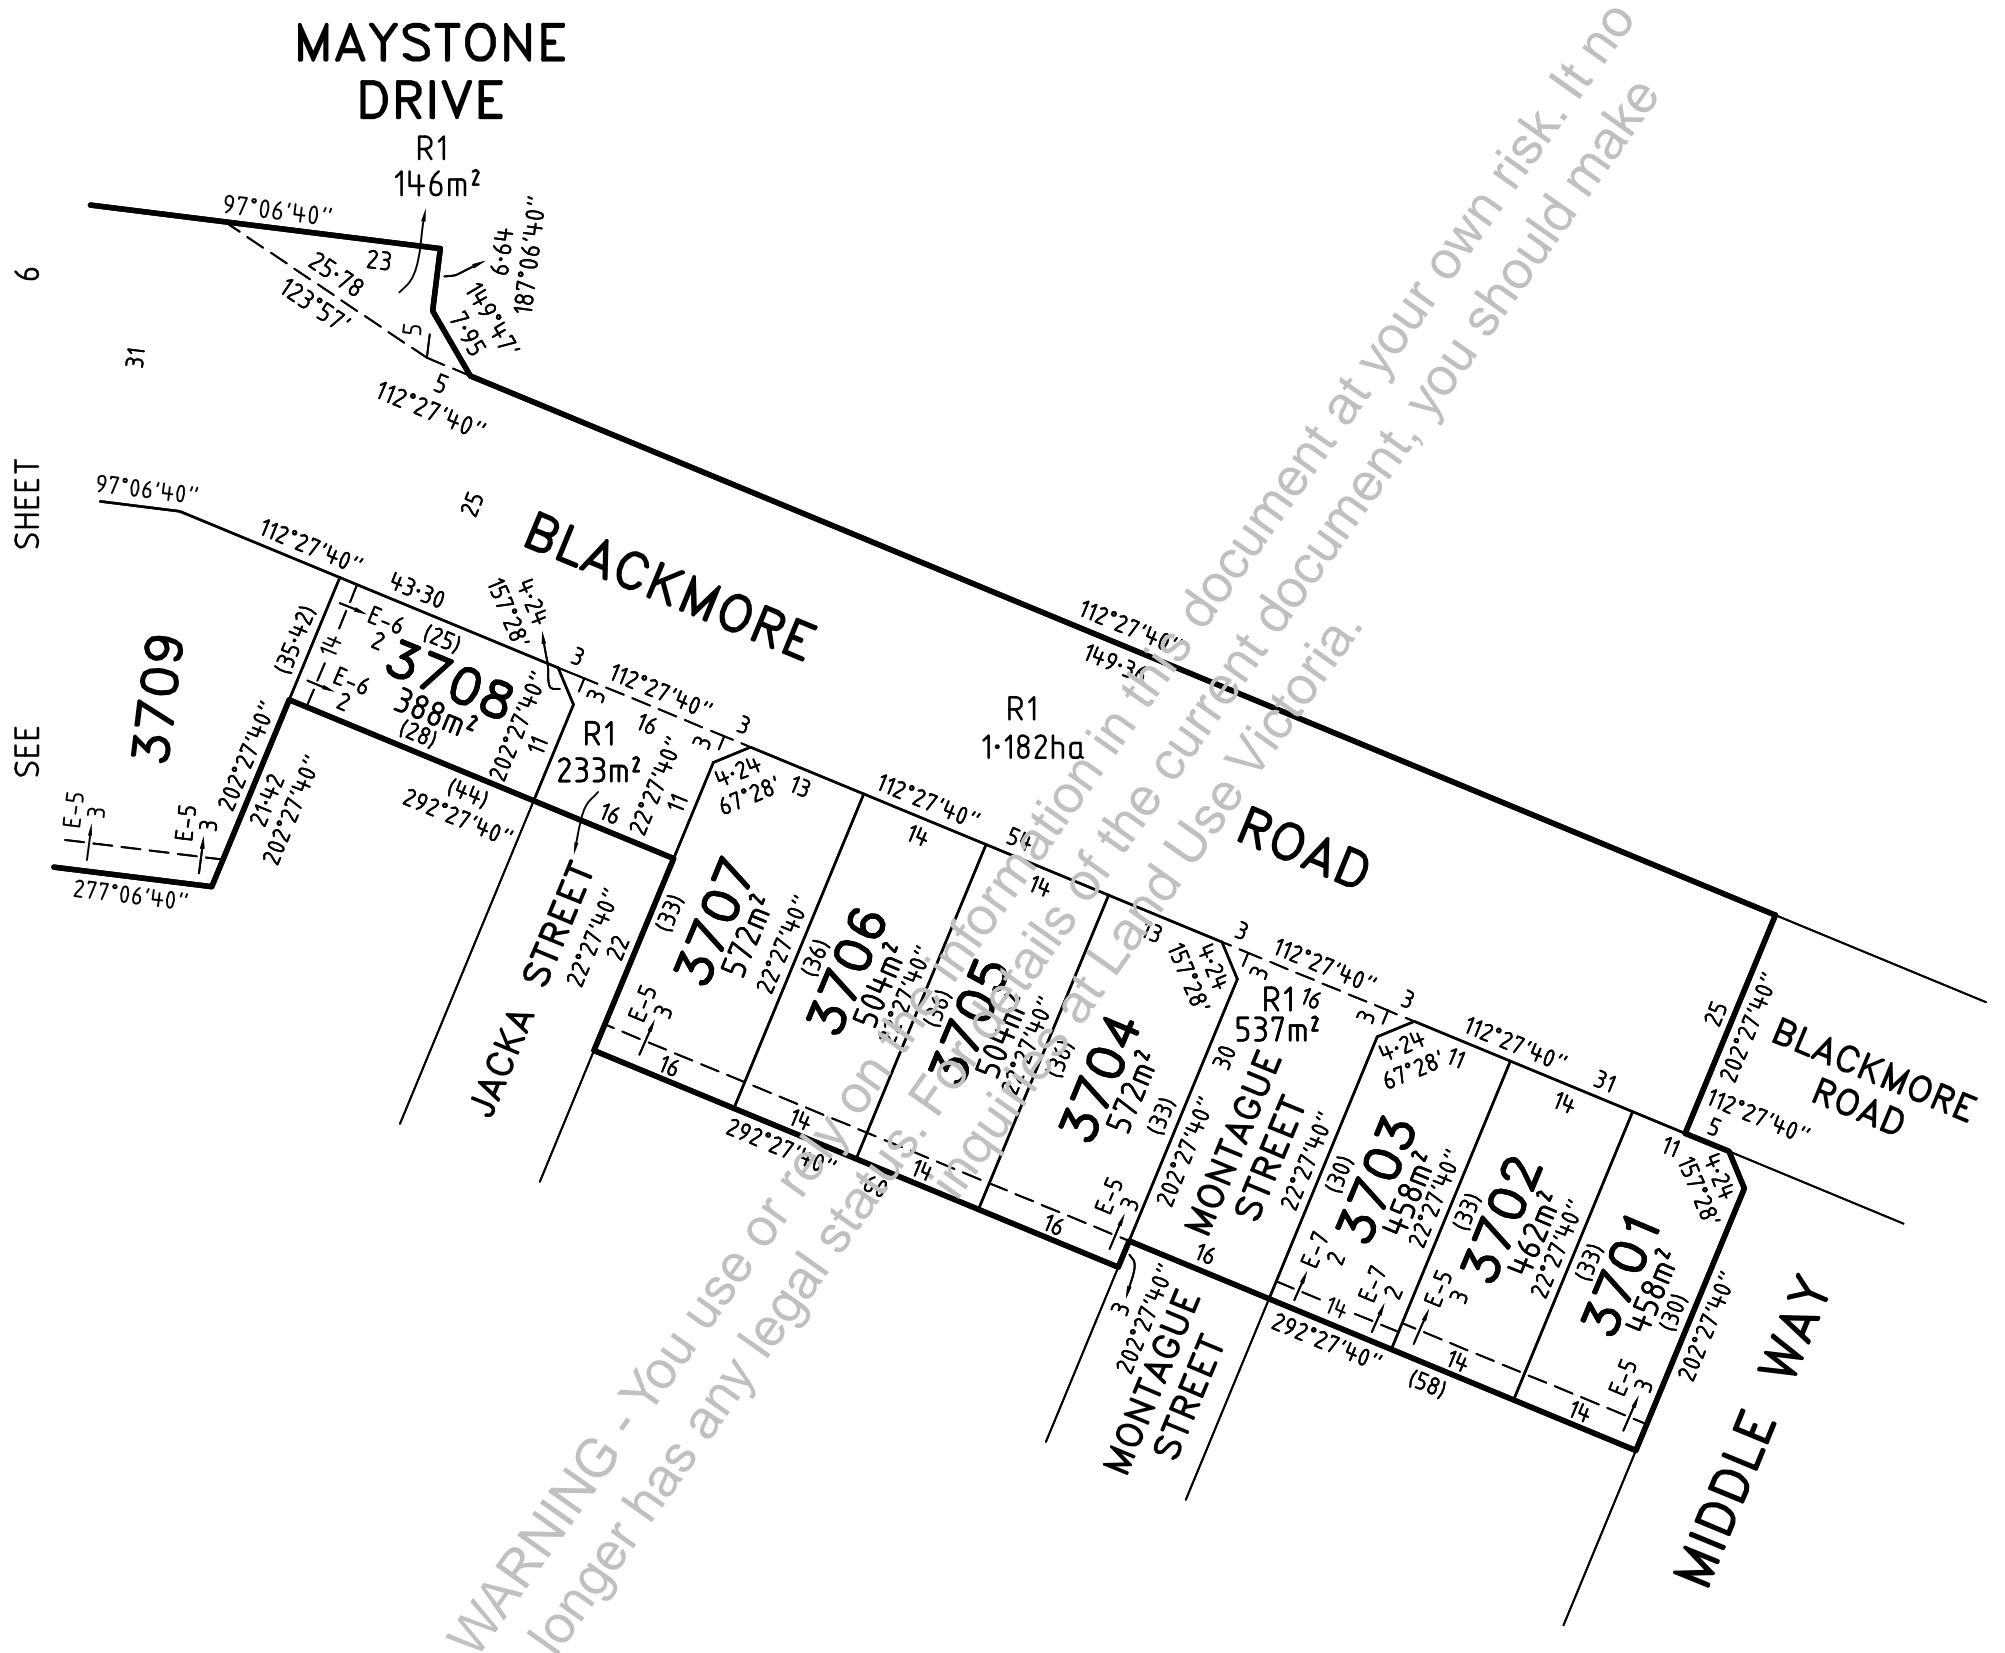 MAYSTONE
DRIVE
R1
146m²
97°06'40"
23
6·64
187°06'40"
25·78
123°57'
149°47'
7·95
5
5
112°27'40"
6
SHEET
SEE
31
25
97°06'40"
112°27'40"
43·30
4·24
157°28'
3
3
112°27'40"
16
3
3
BLACKMORE
ROAD
112°27'40"
149·36
R1
1·182ha
3709
(35·42)
202°27'40"
21·42
202°27'40"
E-5
3
E-5
3
277°06'40"
E-6
2
14
E-6
2
(25)
3708
388m²
(28)
202°27'40"
11
(44)
292°27'40"
R1
233m²
16
22°27'40"
11
4·24
67°28'
13
112°27'40"
14
54
14
13
JACKA STREET
22°27'40"
22
(33)
3707
572m²
22°27'40"
E-5
3
16
(36)
3706
504m²
22°27'40"
14
292°27'40"
(36)
3705
504m²
22°27'40"
14
(36)
3704
572m²
(33)
4·24
157°28'
3
3
112°27'40"
16
3
3
R1
537m²
30
202°27'40"
E-5
3
16
MONTAGUE
STREET
22°27'40"
16
3
202°27'40"
MONTAGUE
STREET
4·24
67°28'
11
112°27'40"
31
14
11
(30)
3703
458m²
22°27'40"
E-7
2
E-7
2
14
292°27'40"
(58)
(33)
3702
462m²
22°27'40"
E-5
3
14
(33)
3701
458m²
(30)
202°27'40"
E-5
3
14
4·24
157°28'
5
112°27'40"
25
202°27'40"
BLACKMORE
ROAD
MIDDLE WAY
WARNING - You use or rely on the information in this document at your own risk. It no
longer has any legal status. For details of the current document, you should make
inquiries at Land Use Victoria.